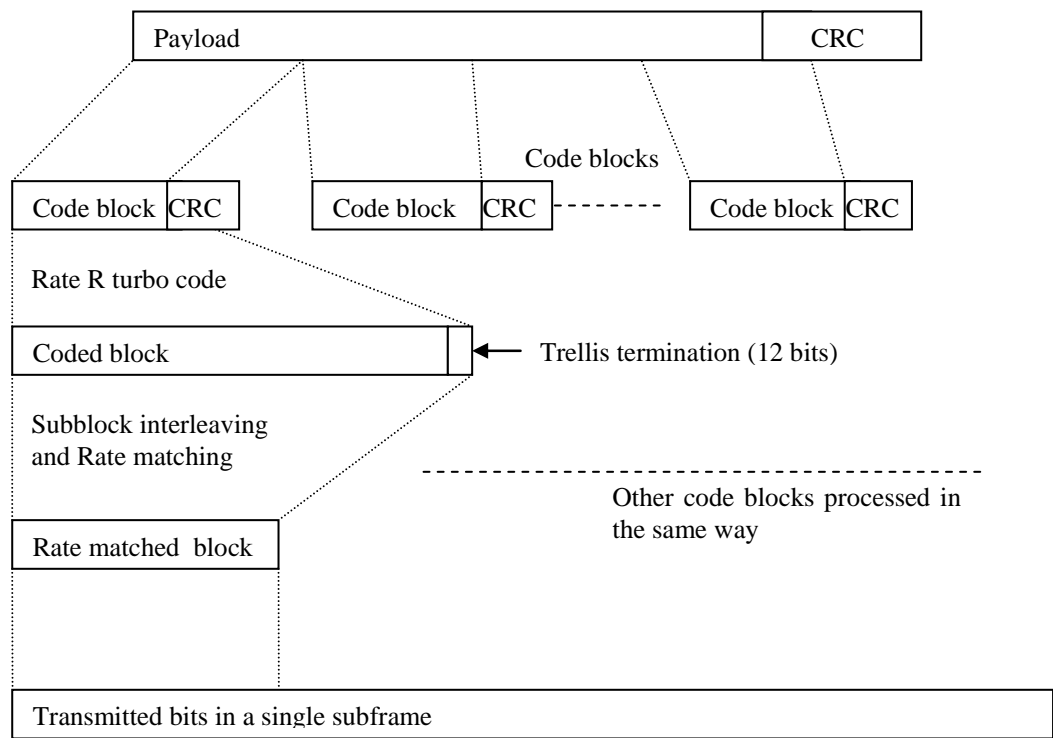 Payload CRC
Code blocks
Code block CRC Code block CRC Code block CRC
Rate R turbo code
Coded block Trellis termination (12 bits)
Subblock interleaving
and Rate matching
Other code blocks processed in
the same way
Rate matched block
Transmitted bits in a single subframe